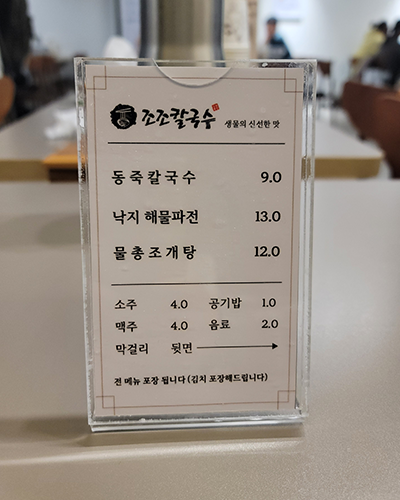 조조칼국수 생물의 신선한 맛
동죽칼국수 9.0
낙지 해물파전 13.0
물총조개탕 12.0
소주 4.0 공기밥 1.0
맥주 4.0 음료 2.0
막걸리 뒷면
전 메뉴 포장 됩니다 (김치 포장해드립니다)